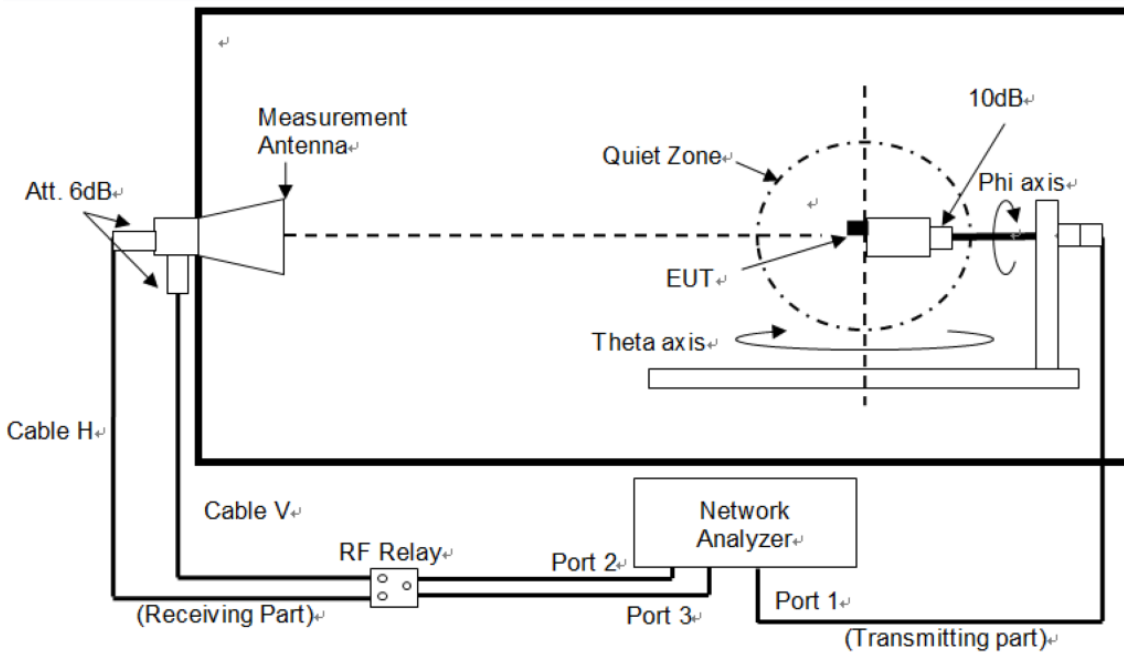 Measurement
Antenna
10dB
Quiet Zone
Phi axis
Att. 6dB
EUT
Theta axis
Cable H
Cable V
Network
Analyzer
RF Relay
Port 2
Port 3
Port 1
(Receiving Part)
(Transmitting part)